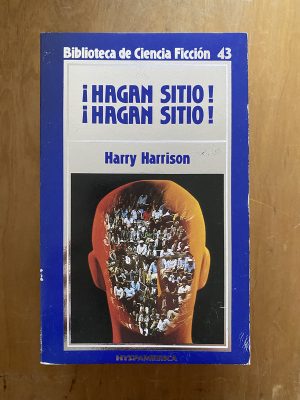 Biblioteca de Ciencia Ficción 43
¡HAGAN SITIO!
¡HAGAN SITIO!
Harry Harrison
HYSPAMERICA